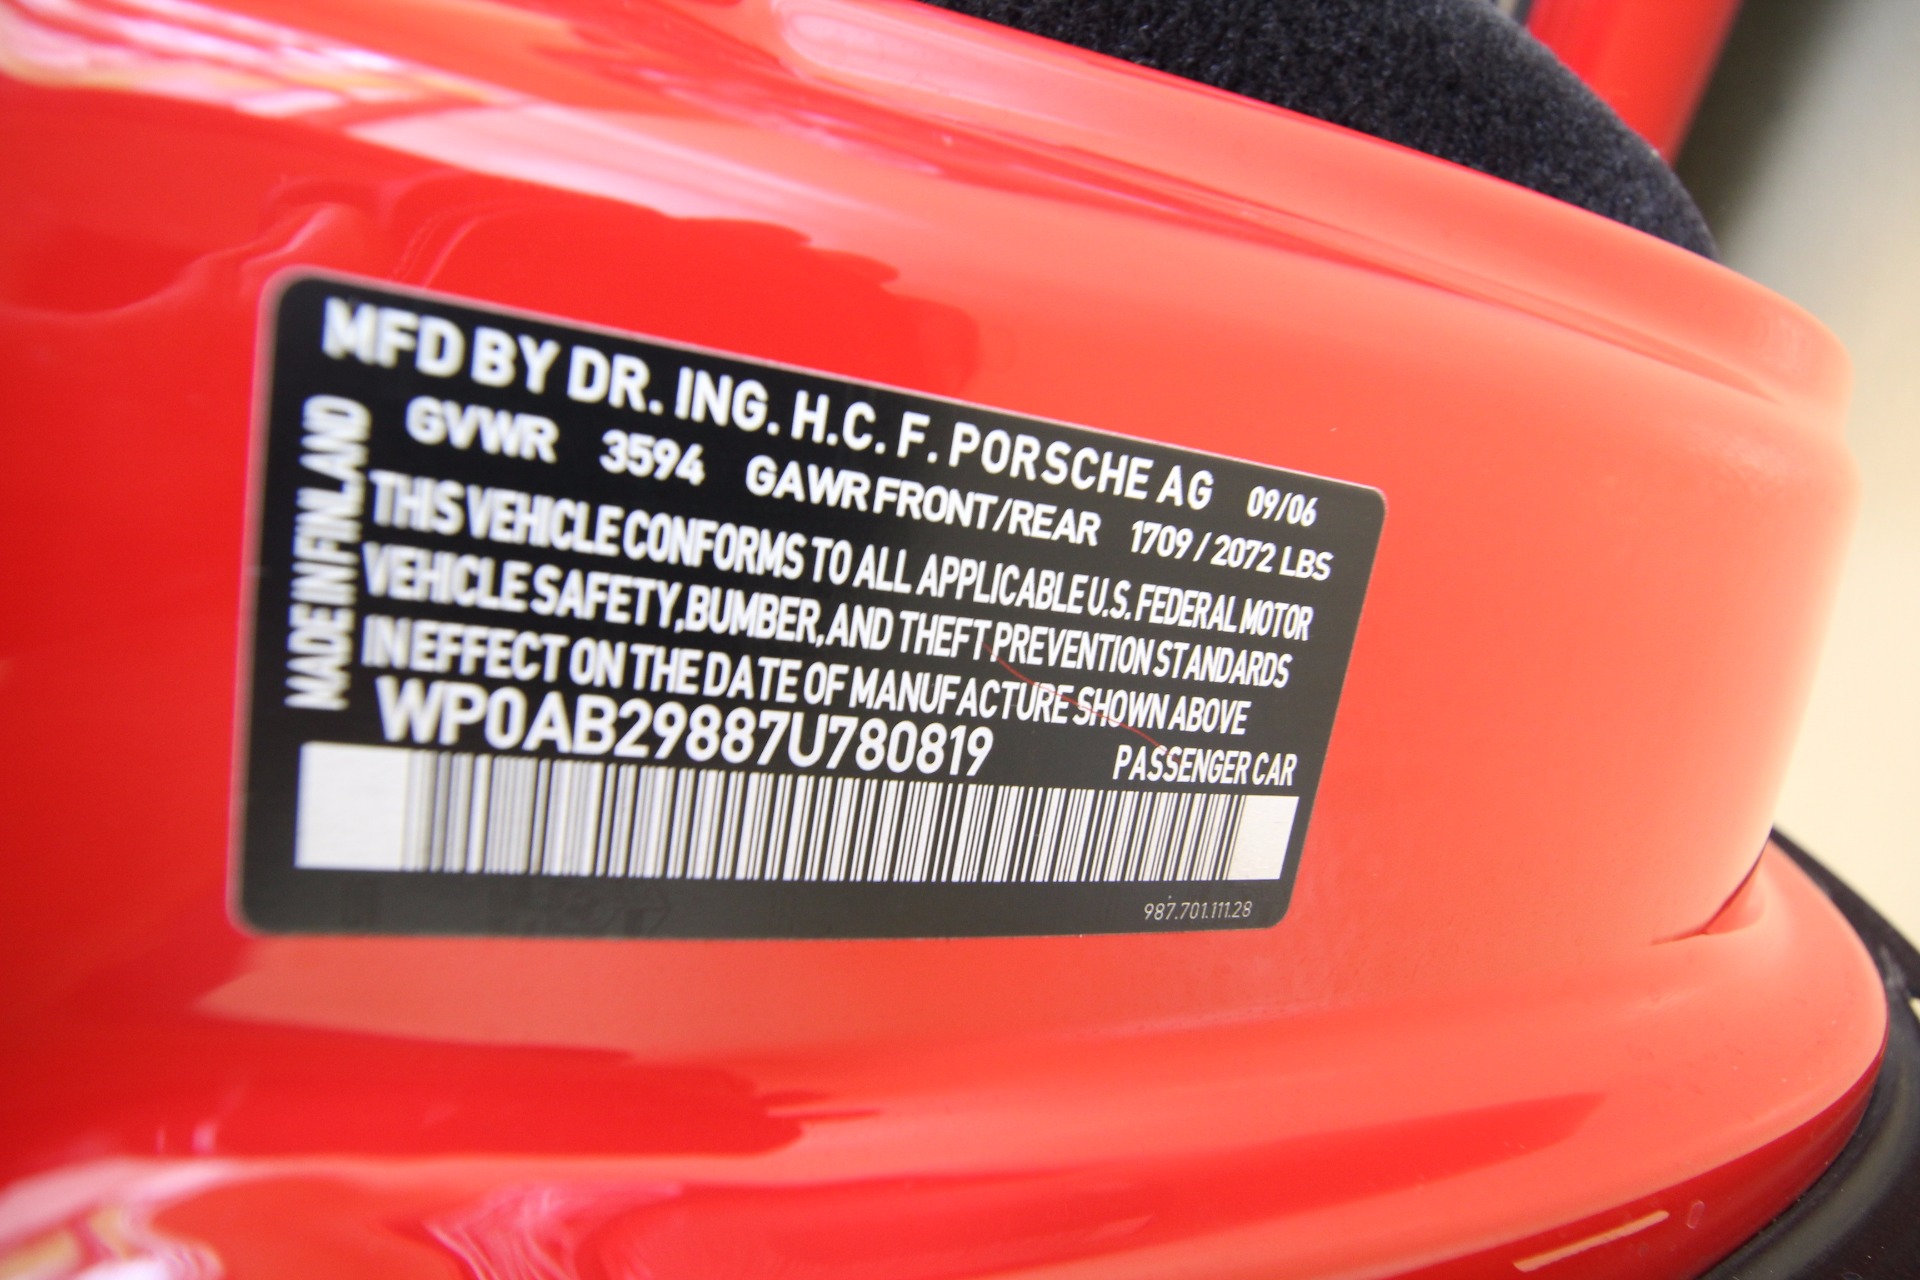 MFD BY DR. ING. H.C. F. PORSCHE AG 09/06
GVWR 3594 GAWR FRONT/REAR 1709 / 2072 LBS
THIS VEHICLE CONFORMS TO ALL APPLICABLE U.S. FEDERAL MOTOR
VEHICLE SAFETY, BUMBER, AND THEFT PREVENTION STANDARDS
IN EFFECT ON THE DATE OF MANUFACTURE SHOWN ABOVE
WP0AB29887U780819 PASSENGER CAR
MADE IN FINLAND
987.701.111.28